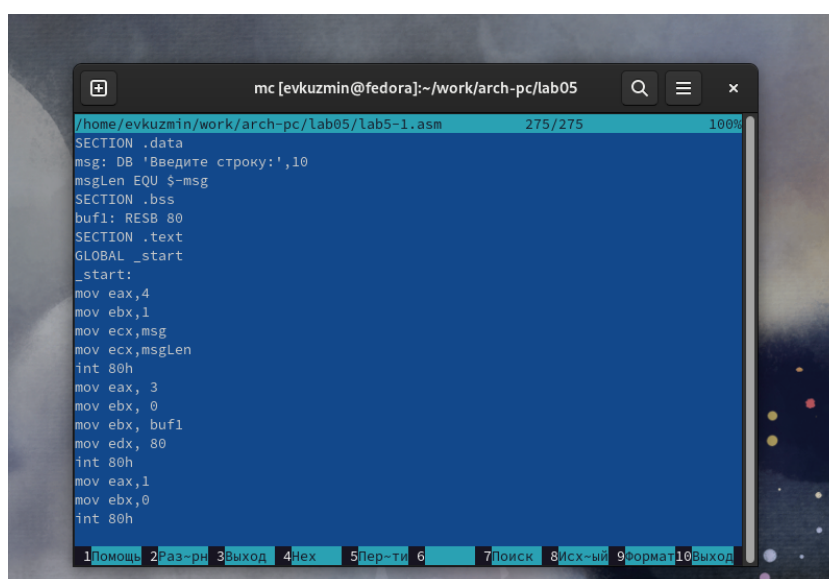 mc [evkuzmin@fedora]:~/work/arch-pc/lab05
/home/evkuzmin/work/arch-pc/lab05/lab5-1.asm 275/275 100%
SECTION .data
msg: DB 'Введите строку:',10
msgLen EQU $-msg
SECTION .bss
buf1: RESB 80
SECTION .text
GLOBAL _start
_start:
mov eax,4
mov ebx,1
mov ecx,msg
mov ecx,msgLen
int 80h
mov eax, 3
mov ebx, 0
mov ebx, buf1
mov edx, 80
int 80h
mov eax,1
mov ebx,0
int 80h
1Помощь 2Раз~рн 3Выход 4Hex 5Пер~ти 6 7Поиск 8Исх~ый 9Формат10Выход